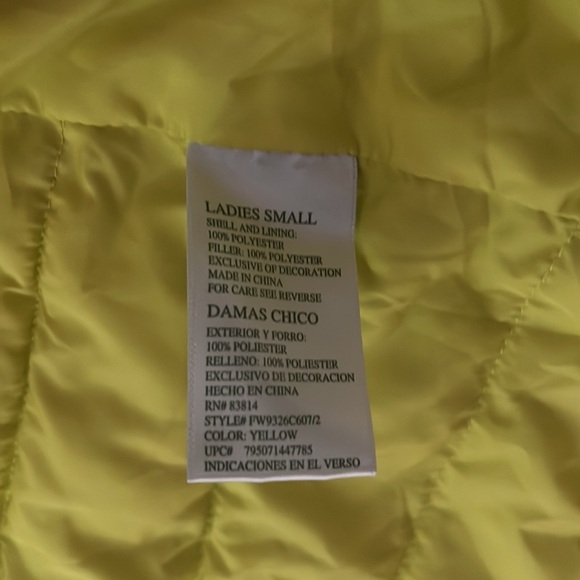 LADIES SMALL
SHELL AND LINING:
100% POLYESTER
FILLER: 100% POLYESTER
EXCLUSIVE OF DECORATION
MADE IN CHINA
FOR CARE SEE REVERSE
DAMAS CHICO
EXTERIOR Y FORRO:
100% POLIESTER
RELLENO: 100% POLIESTER
EXCLUSIVO DE DECORACION
HECHO EN CHINA
RN# 83814
STYLE# FW9326C607/2
COLOR: YELLOW
UPC# 795071447785
INDICACIONES EN EL VERSO